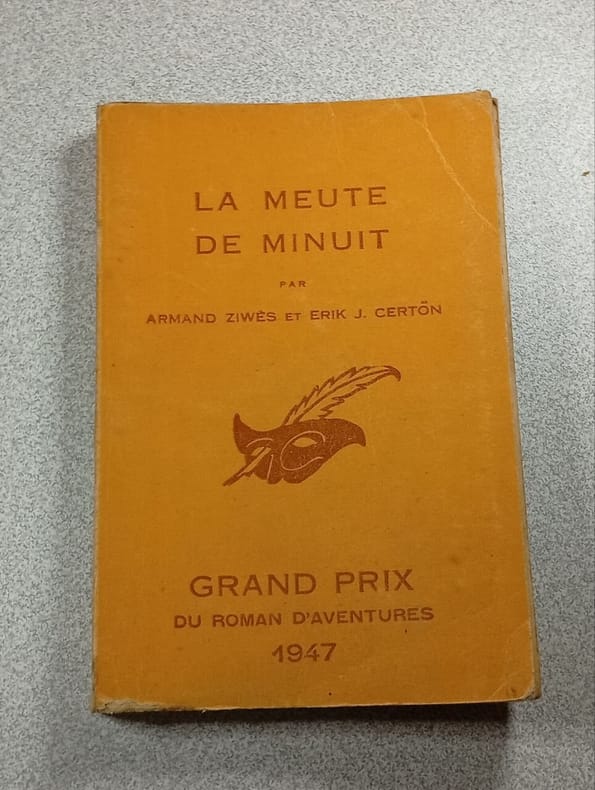 LA MEUTE
DE MINUIT
PAR
ARMAND ZIWÈS ET ERIK J. CERTÖN
GRAND PRIX
DU ROMAN D'AVENTURES
1947